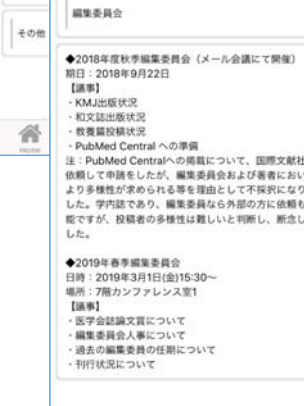 編集委員会
その他
Home
◆2018年度秋季編集委員会（メール会議にて開催）
期日：2018年9月22日
【議事】
・KMJ出版状況
・和文誌出版状況
・教養篇投稿状況
・PubMed Central への準備
注：PubMed Centralへの掲載について、国際文献社
依頼して申請をしたが、編集委員会および著者におい
より多様性が求められる等を理由として不採択になり
した。学内誌であり、編集委員なら外部の方に依頼も
能ですが、投稿者の多様性は難しいと判断し、断念し
した。
◆2019年春季編集委員会
日時：2019年3月1日(金)15:30～
場所：7階カンファレンス室1
【議事】
・医学会誌論文賞について
・編集委員会人事について
・過去の編集委員の任期について
・刊行状況について